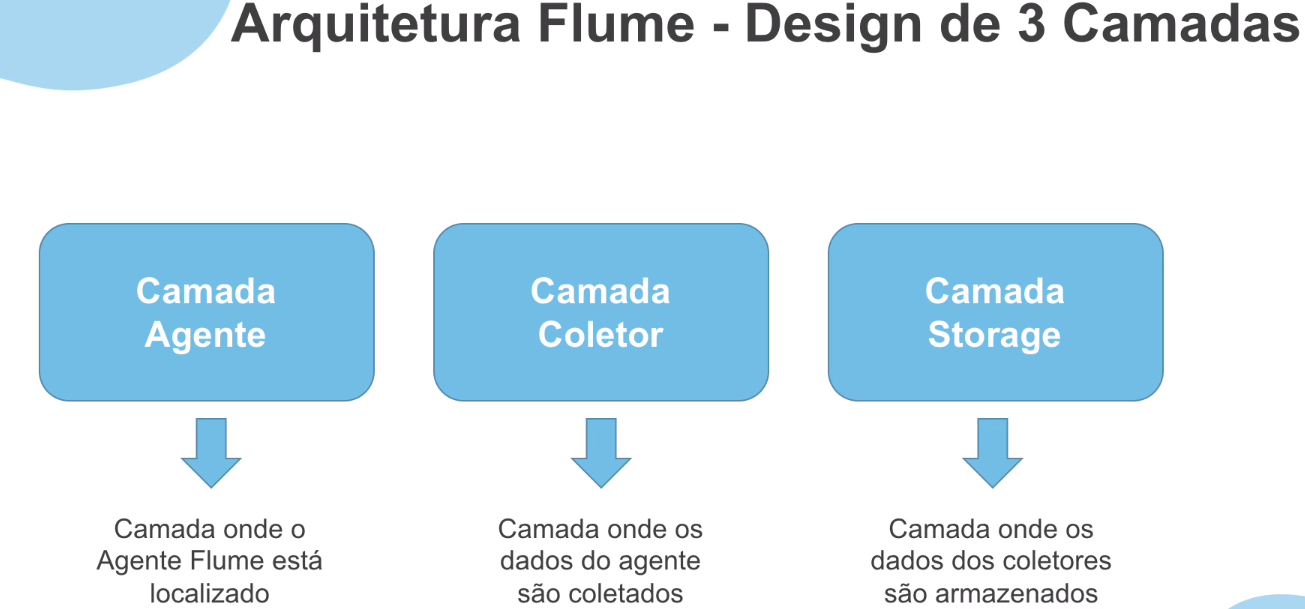 Arquitetura Flume - Design de 3 Camadas
Camada
Agente
Camada
Coletor
Camada
Storage
Camada onde o
Agente Flume está
localizado
Camada onde os
dados do agente
são coletados
Camada onde os
dados dos coletores
são armazenados